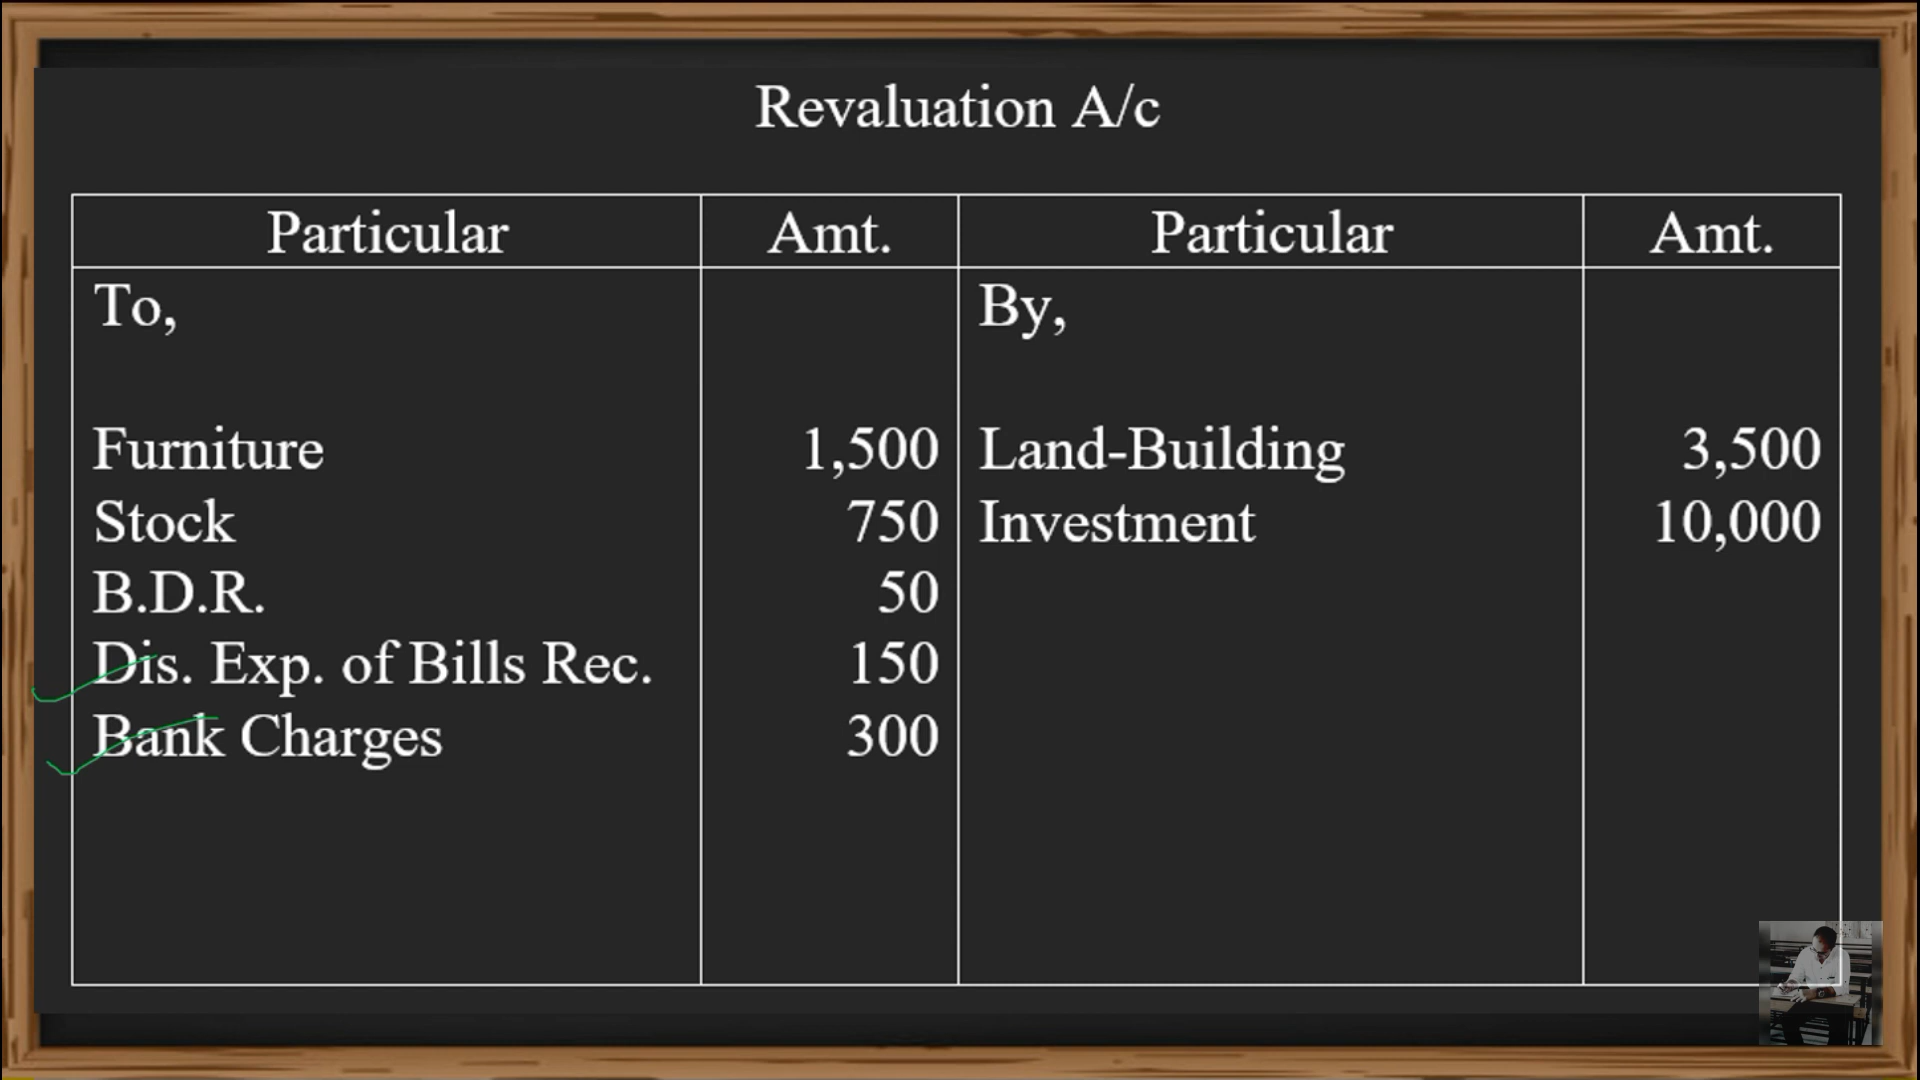 Revaluation A/c
Particular Amt. Particular Amt.
To, By,
Furniture 1,500 Land-Building 3,500
Stock 750 Investment 10,000
B.D.R. 50
Dis. Exp. of Bills Rec. 150
Bank Charges 300